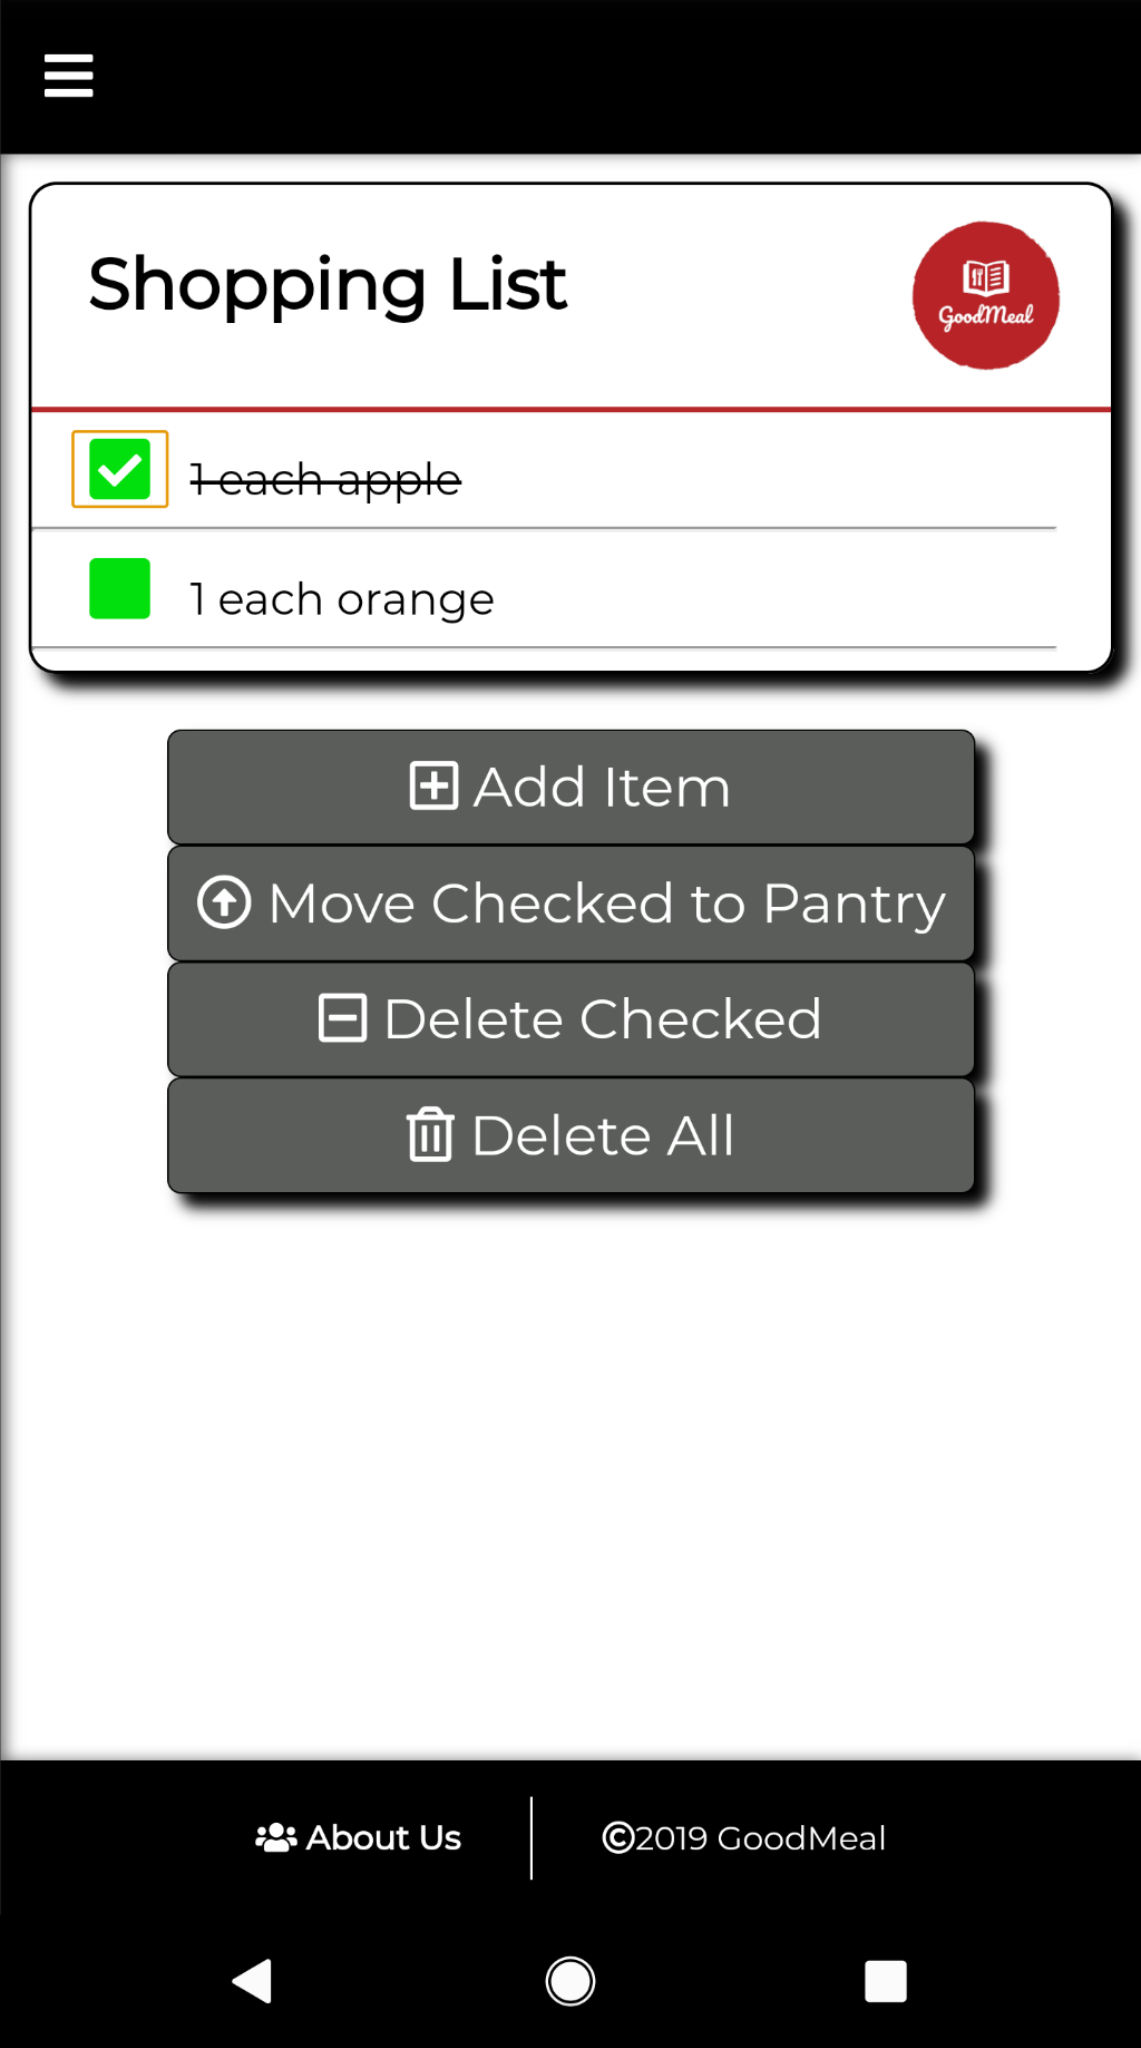 Shopping List
GoodMeal
1 each apple
1 each orange
Add Item
Move Checked to Pantry
Delete Checked
Delete All
About Us
©2019 GoodMeal